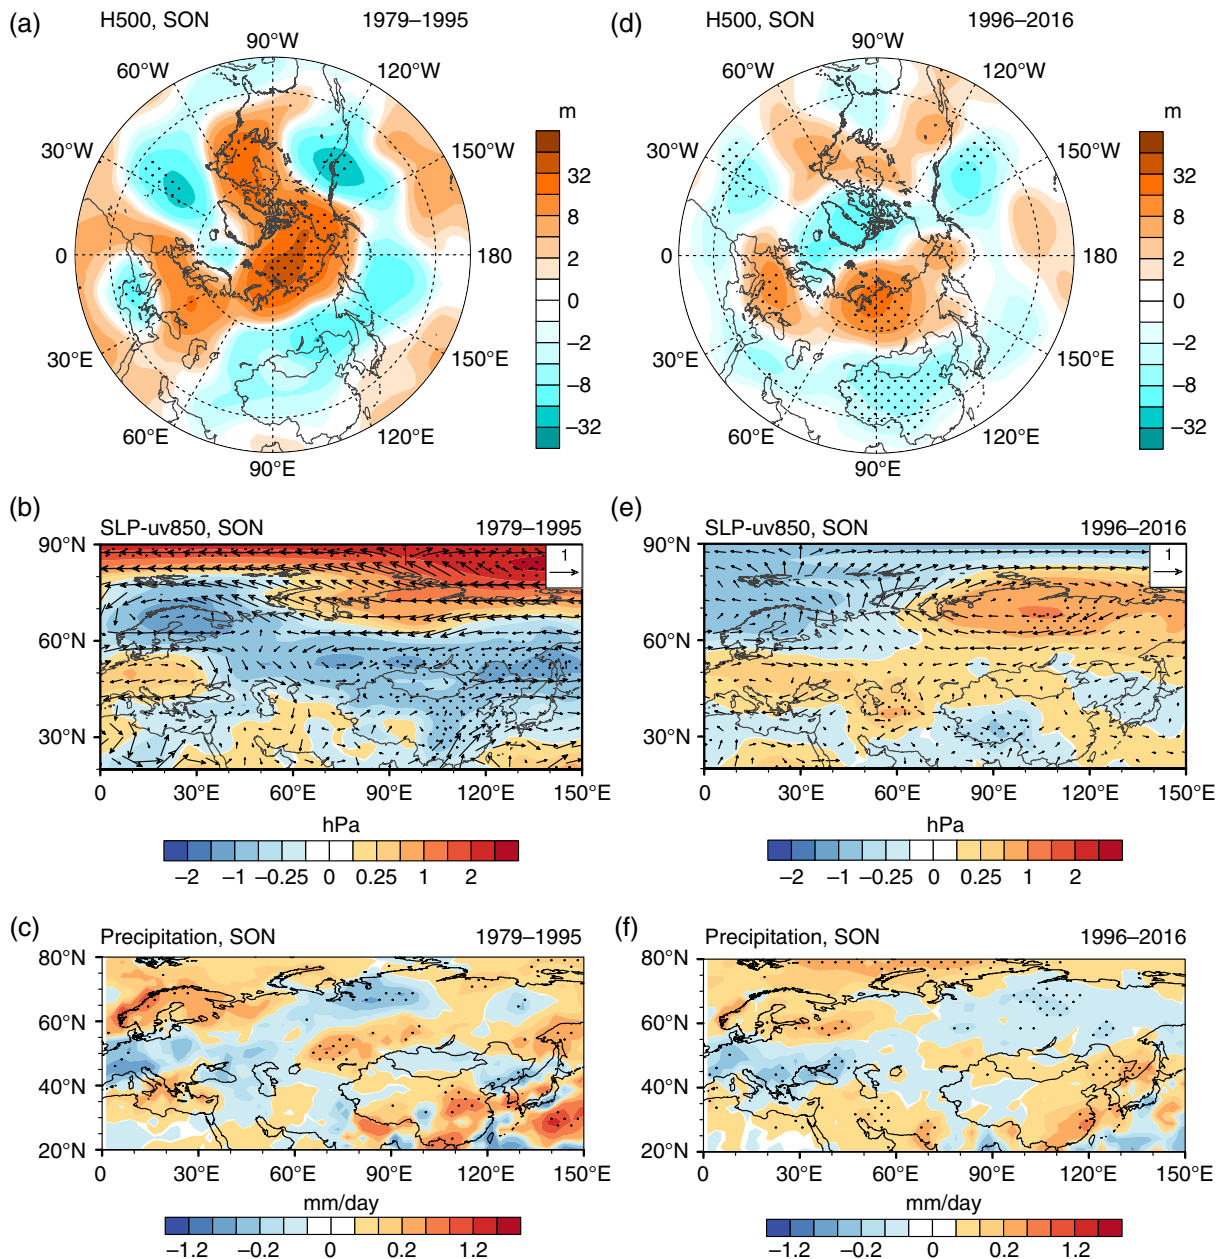 (a) H500, SON 1979–1995
90°W
60°W 120°W
30°W 150°W
0 180
30°E 150°E
60°E 120°E
90°E
m
32
8
2
0
−2
−8
−32
(d) H500, SON 1996–2016
90°W
60°W 120°W
30°W 150°W
0 180
30°E 150°E
60°E 120°E
90°E
m
32
8
2
0
−2
−8
−32
(b) SLP-uv850, SON 1979–1995
1
90°N
60°N
30°N
0 30°E 60°E 90°E 120°E 150°E
hPa
−2 −1 −0.25 0 0.25 1 2
(e) SLP-uv850, SON 1996–2016
1
90°N
60°N
30°N
0 30°E 60°E 90°E 120°E 150°E
hPa
−2 −1 −0.25 0 0.25 1 2
(c) Precipitation, SON 1979–1995
80°N
60°N
40°N
20°N
0 30°E 60°E 90°E 120°E 150°E
mm/day
−1.2 −0.2 0 0.2 1.2
(f) Precipitation, SON 1996–2016
80°N
60°N
40°N
20°N
0 30°E 60°E 90°E 120°E 150°E
mm/day
−1.2 −0.2 0 0.2 1.2